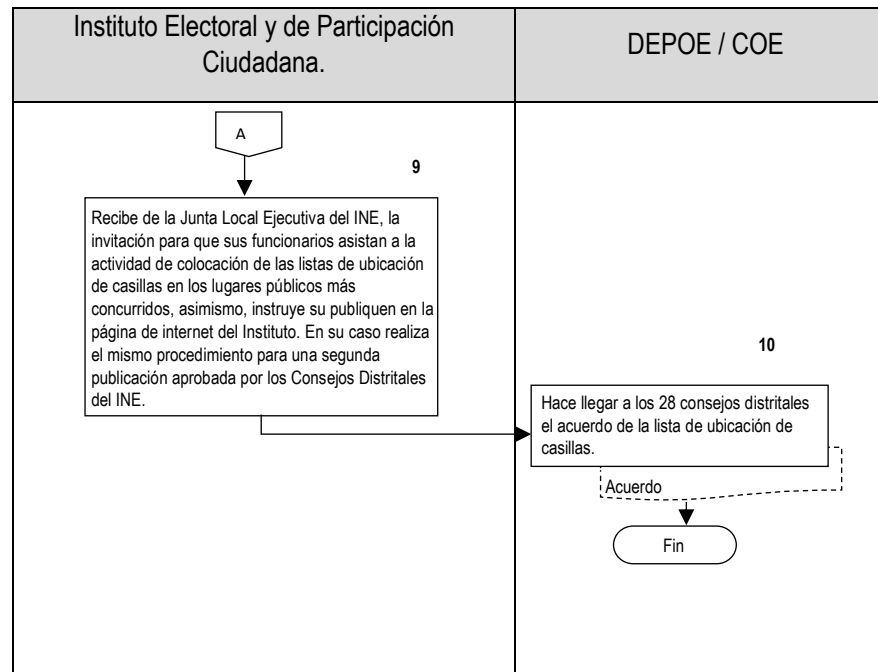 Instituto Electoral y de Participación
Ciudadana.
DEPOE / COE
A
9
Recibe de la Junta Local Ejecutiva del INE, la
invitación para que sus funcionarios asistan a la
actividad de colocación de las listas de ubicación
de casillas en los lugares públicos más
concurridos, asimismo, instruye su publiquen en la
página de internet del Instituto. En su caso realiza
el mismo procedimiento para una segunda
publicación aprobada por los Consejos Distritales
del INE.
10
Hace llegar a los 28 consejos distritales
el acuerdo de la lista de ubicación de
casillas.
Acuerdo
Fin